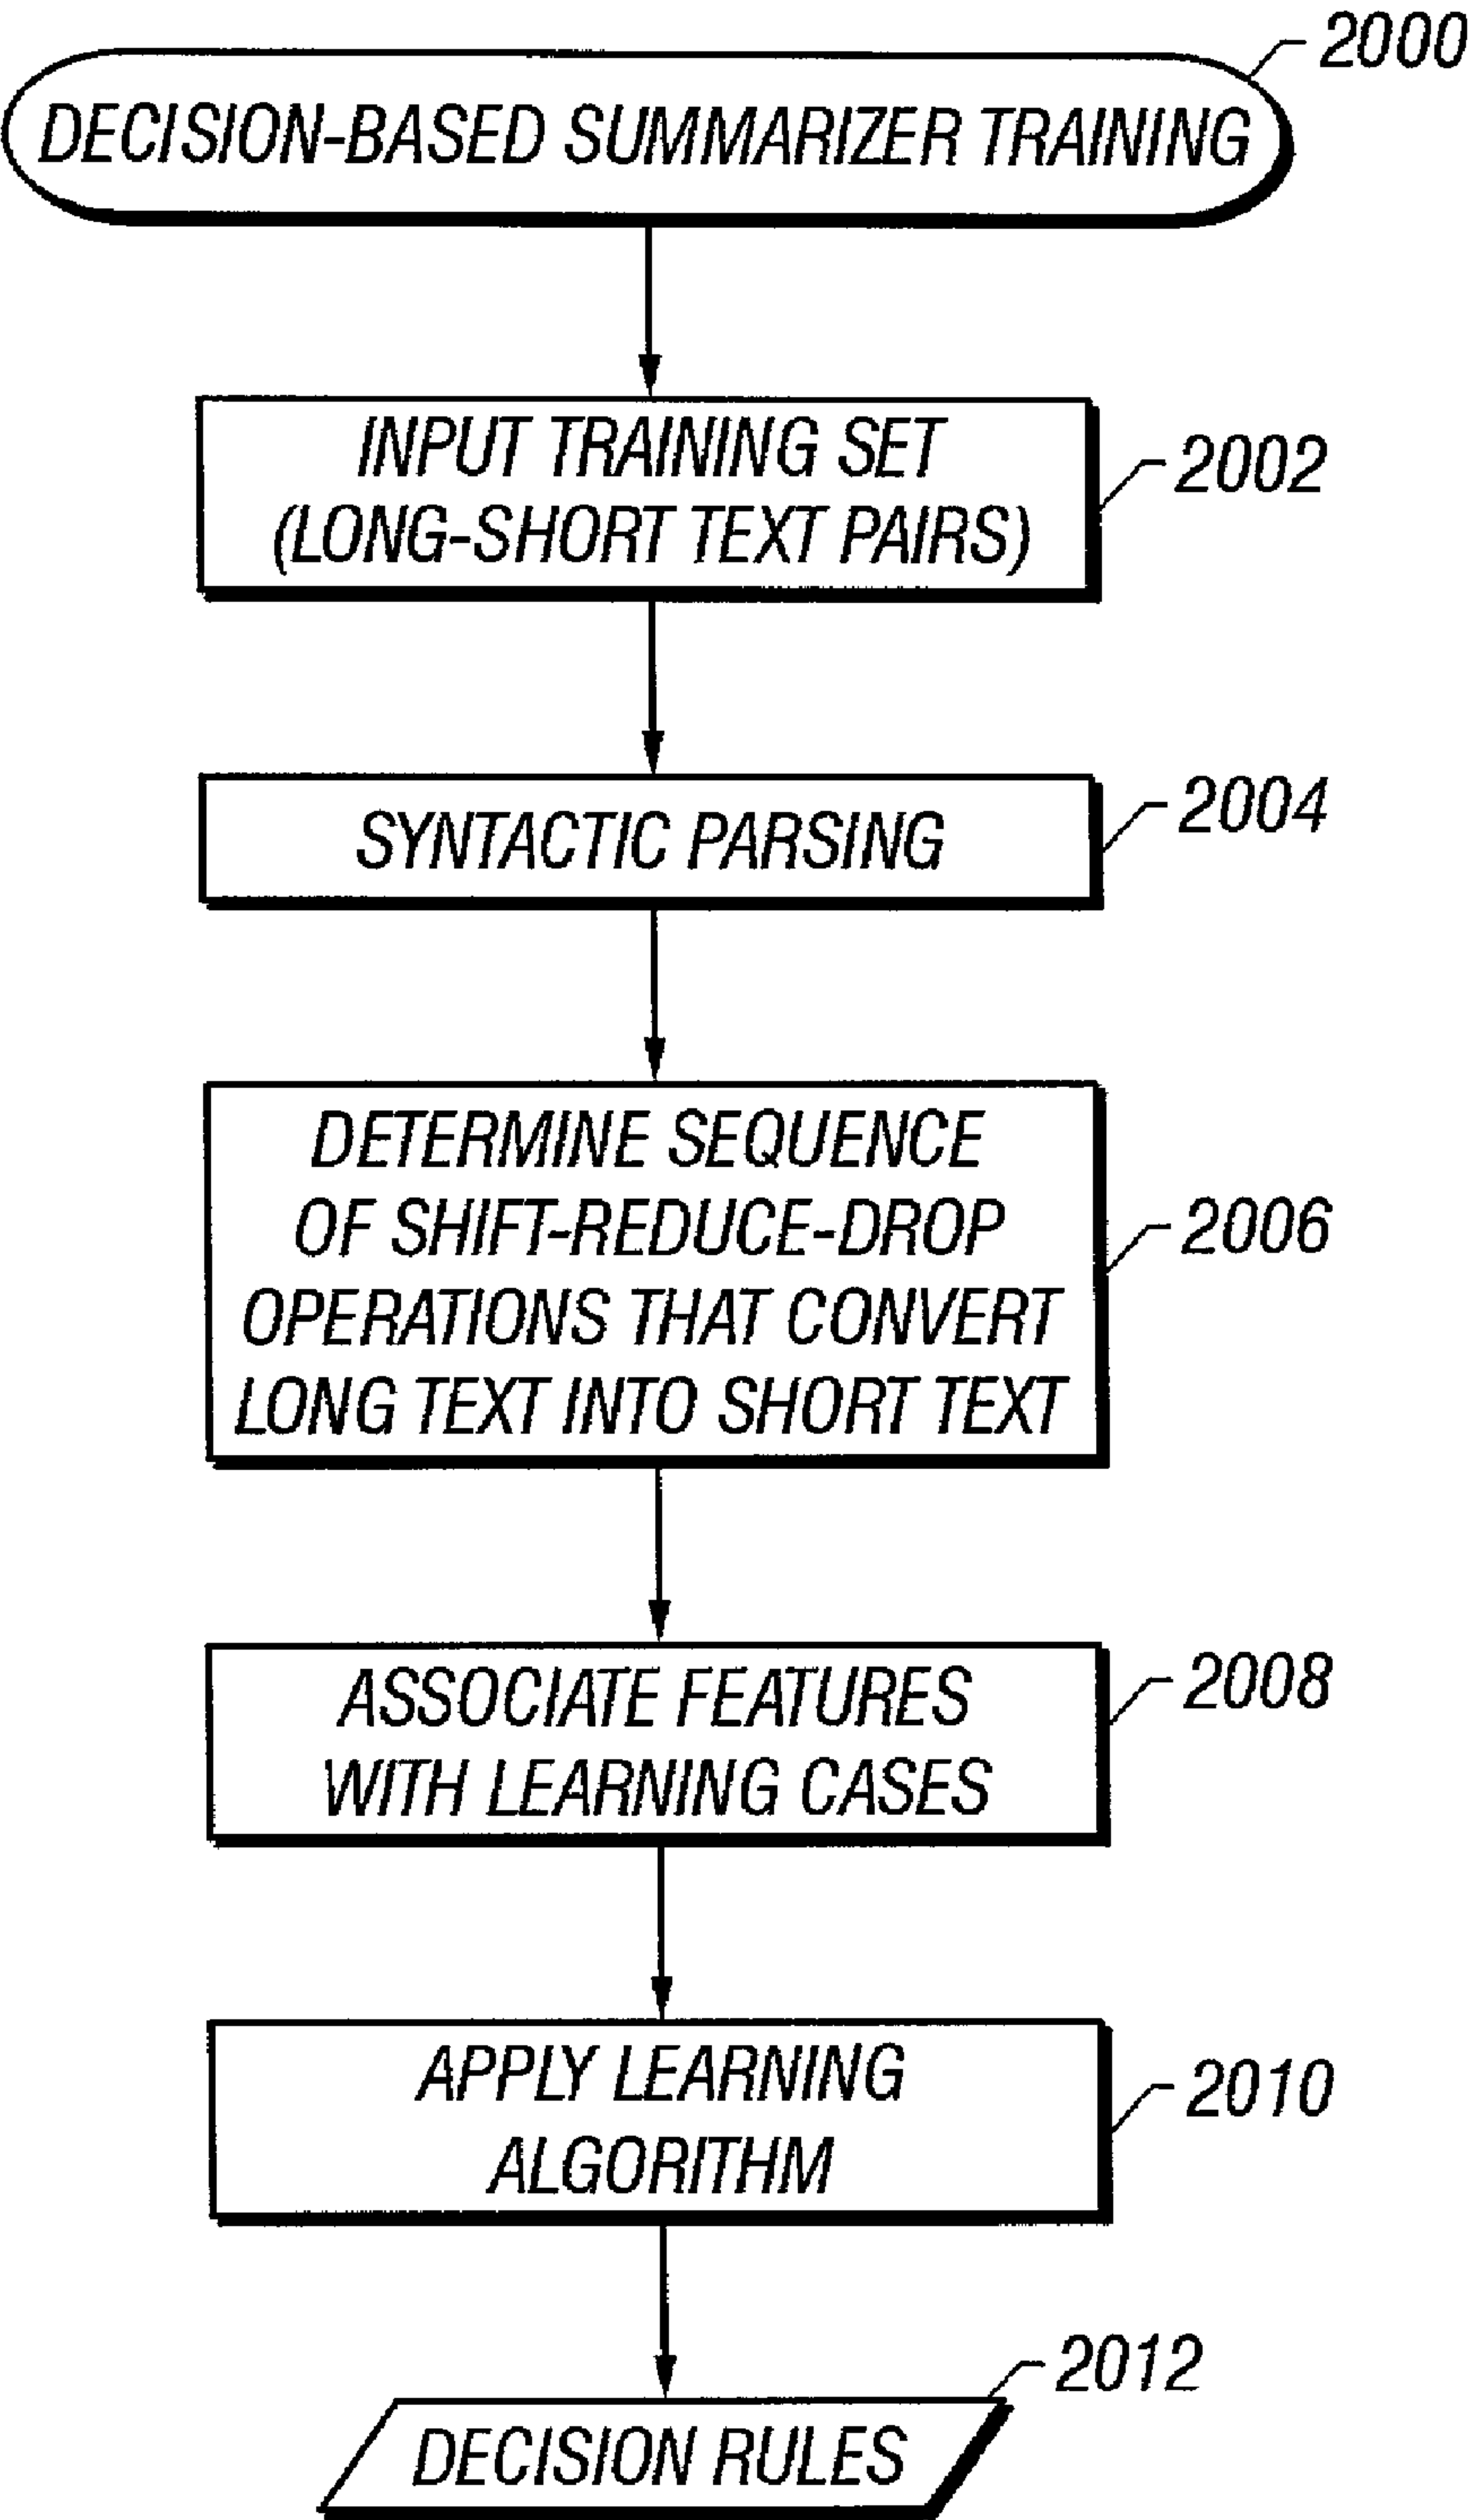 2000
DECISION-BASED SUMMARIZER TRAINING
INPUT TRAINING SET
(LONG-SHORT TEXT PAIRS)
2002
SYNTACTIC PARSING
2004
DETERMINE SEQUENCE
OF SHIFT-REDUCE-DROP
OPERATIONS THAT CONVERT
LONG TEXT INTO SHORT TEXT
2006
ASSOCIATE FEATURES
WITH LEARNING CASES
2008
APPLY LEARNING
ALGORITHM
2010
2012
DECISION RULES